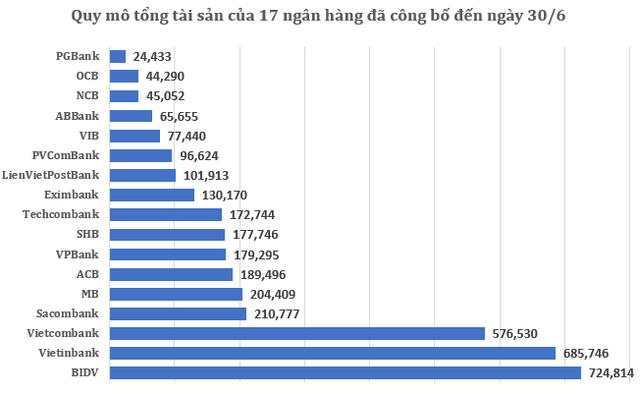 Quy mô tổng tài sản của 17 ngân hàng đã công bố đến ngày 30/6
PGBank 24,433
OCB 44,290
NCB 45,052
ABBank 65,655
VIB 77,440
PVComBank 96,624
LienVietPostBank 101,913
Eximbank 130,170
Techcombank 172,744
SHB 177,746
VPBank 179,295
ACB 189,496
MB 204,409
Sacombank 210,777
Vietcombank 576,530
Vietinbank 685,746
BIDV 724,814